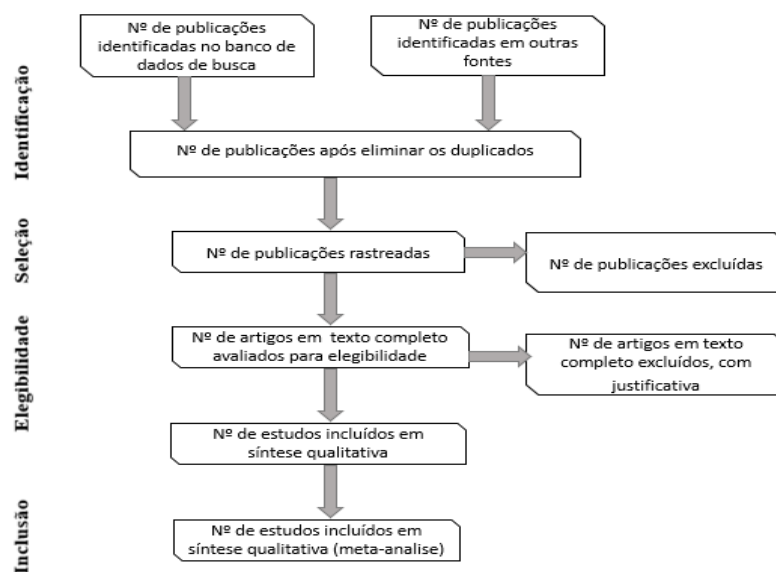 Nº de publicações
identificadas no banco de
dados de busca
Nº de publicações
identificadas em outras
fontes
Identificação
Nº de publicações após eliminar os duplicados
Seleção
Nº de publicações rastreadas
Nº de publicações excluídas
Elegibilidade
Nº de artigos em texto completo
avaliados para elegibilidade
Nº de artigos em texto
completo excluídos, com
justificativa
Nº de estudos incluídos em
síntese qualitativa
Inclusão
Nº de estudos incluídos em
síntese qualitativa (meta-analise)